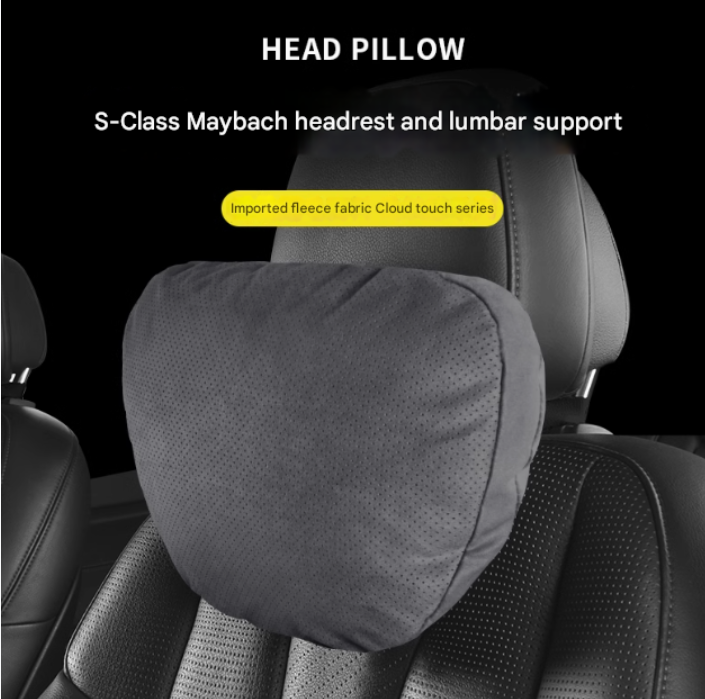 HEAD PILLOW
S-Class Maybach headrest and lumbar support
Imported fleece fabric Cloud touch series